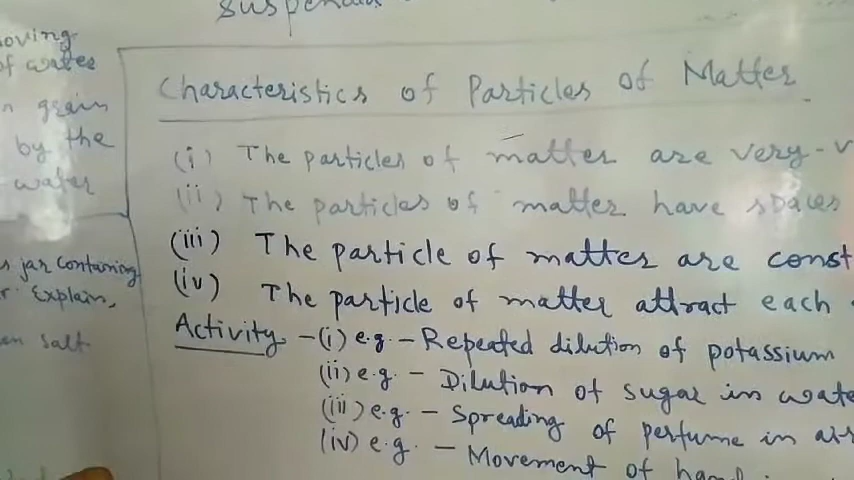 suspended
oving
of water
n grain
by the
water
s jar containing
r. Explain,
en salt
Characteristics of Particles of Matter
(i) The particles of matter are very - v
(ii) The particles of matter have spaces
(iii) The particle of matter are const
(iv) The particle of matter attract each
Activity - (i) e.g. - Repeated dilution of potassium
(ii) e.g. - Dilution of sugar in wate
(iii) e.g. - Spreading of perfume in air
(iv) e.g. - Movement of hand